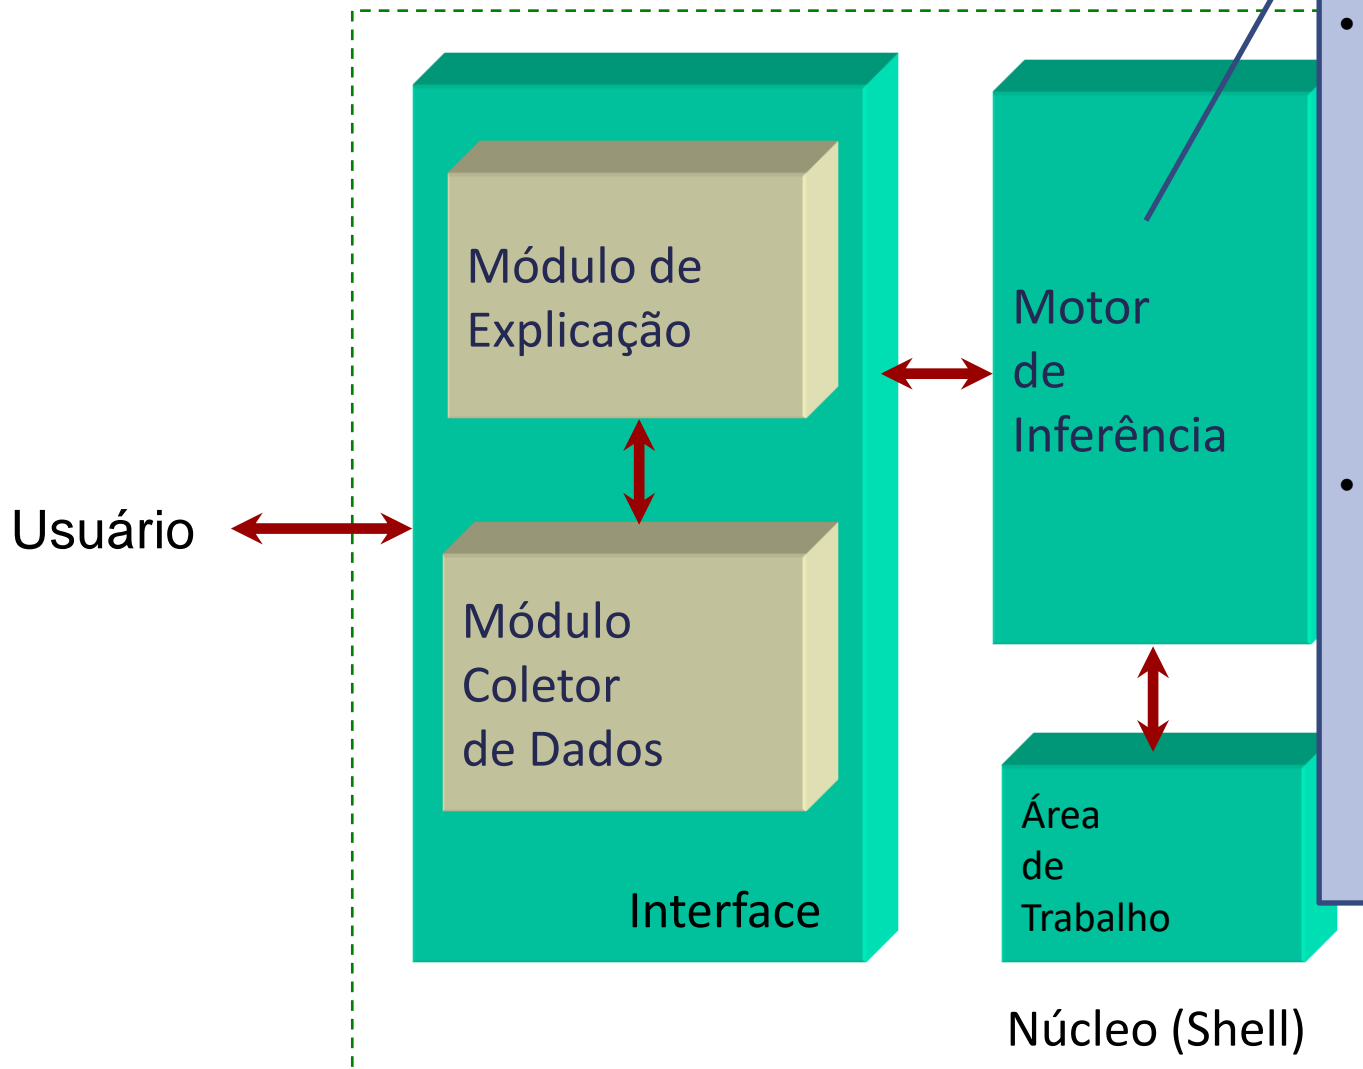 Módulo de
Explicação
Motor
de
Inferência
Usuário
Módulo
Coletor
de Dados
Área
de
Trabalho
Interface
Núcleo (Shell)